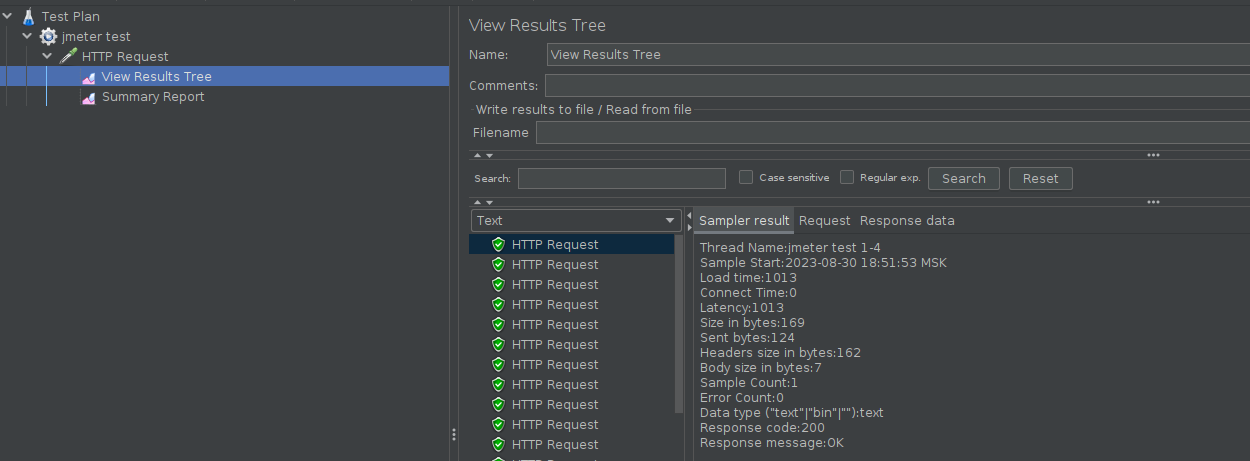 Test Plan
jmeter test
HTTP Request
View Results Tree
Summary Report
View Results Tree
Name: View Results Tree
Comments:
Write results to file / Read from file
Filename
Search: Case sensitive Regular exp. Search Reset
Text
HTTP Request
HTTP Request
HTTP Request
HTTP Request
HTTP Request
HTTP Request
HTTP Request
HTTP Request
HTTP Request
HTTP Request
HTTP Request
Sampler result Request Response data
Thread Name:jmeter test 1-4
Sample Start:2023-08-30 18:51:53 MSK
Load time:1013
Connect Time:0
Latency:1013
Size in bytes:169
Sent bytes:124
Headers size in bytes:162
Body size in bytes:7
Sample Count:1
Error Count:0
Data type ("text"|"bin"|""):text
Response code:200
Response message:OK